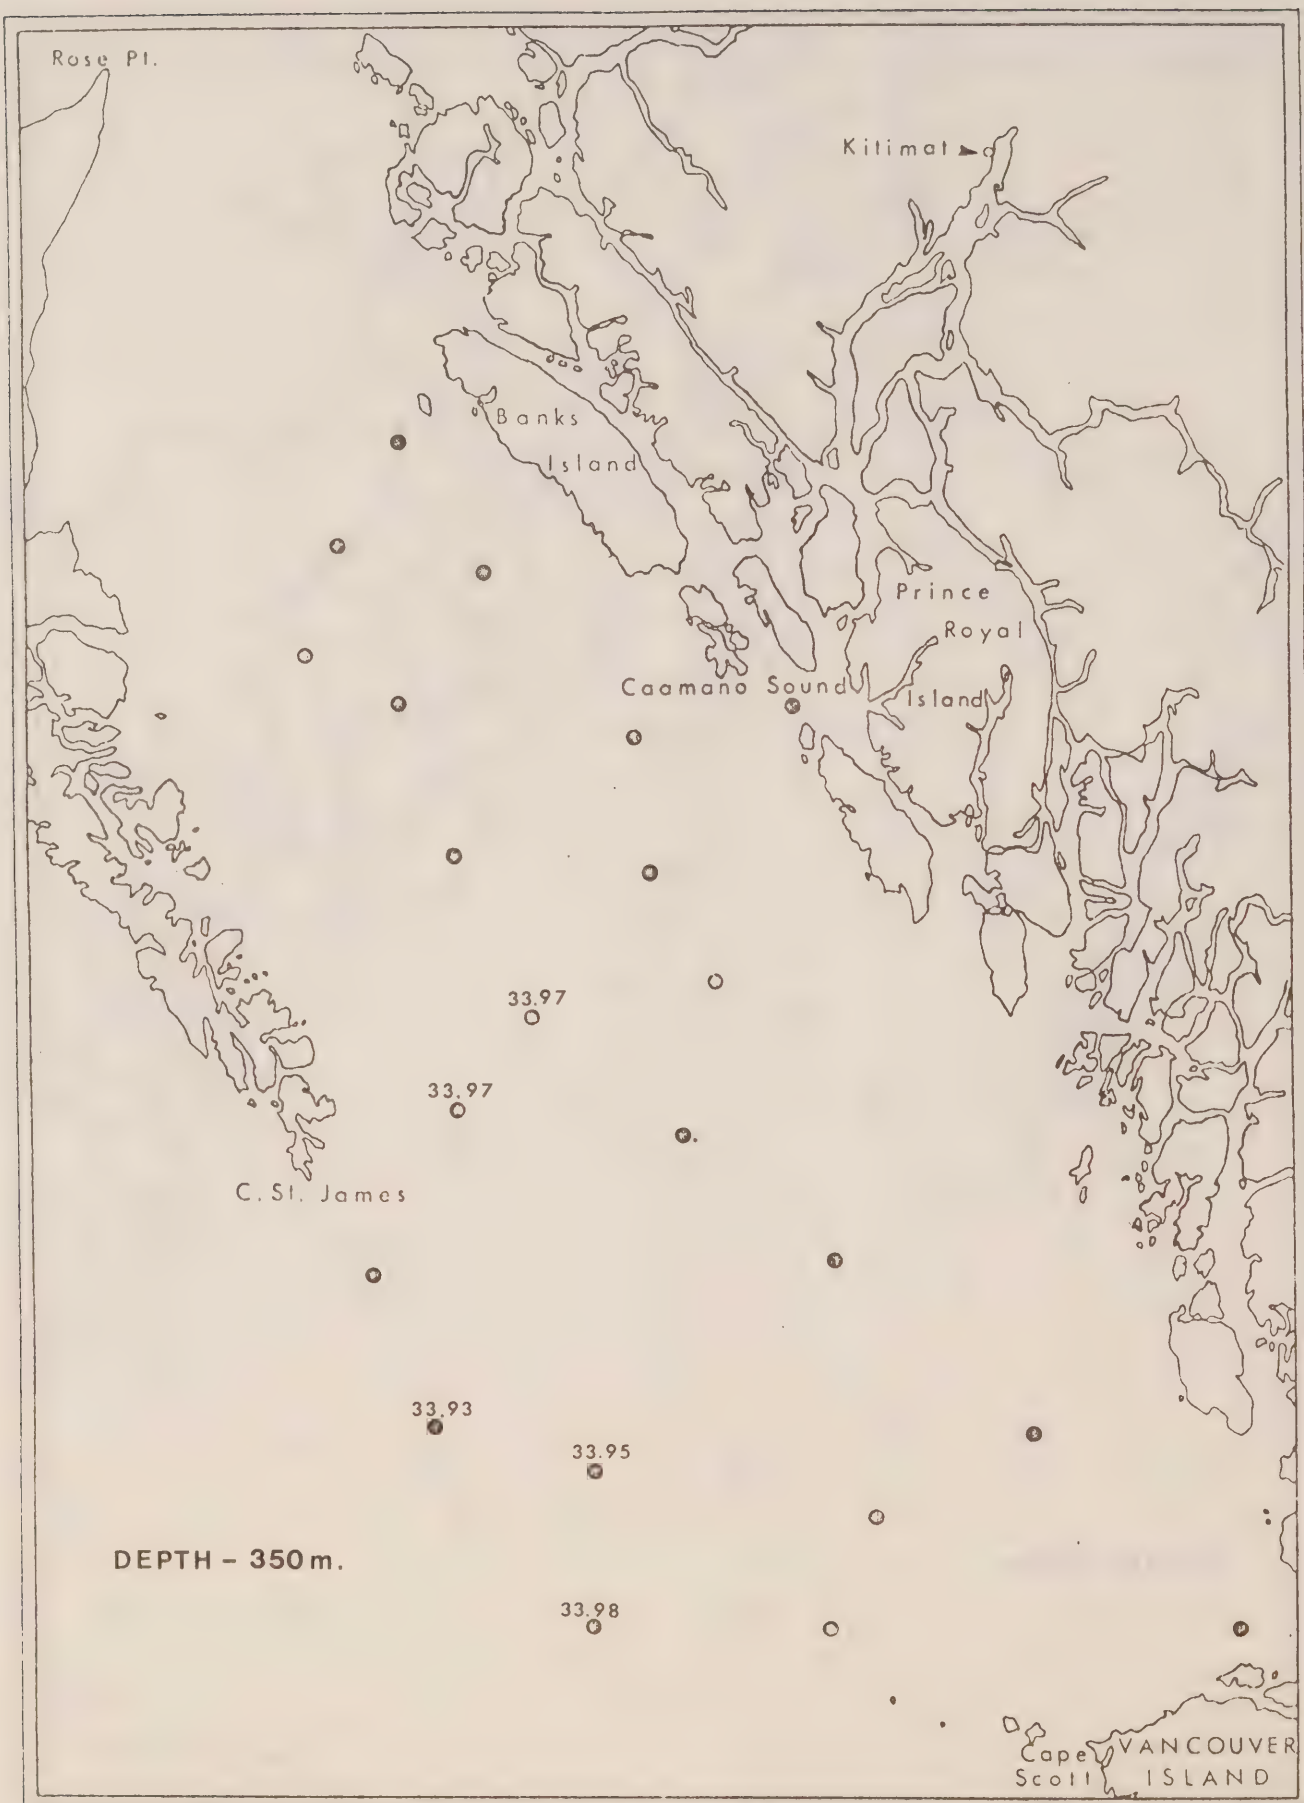 Rose Pt.
Kitimat
Banks
Island
Prince
Royal
Island
Caamano Sound
33.97
33.97
C. St. James
33.93
33.95
DEPTH – 350m.
33.98
Cape
Scott
VANCOUVER
ISLAND